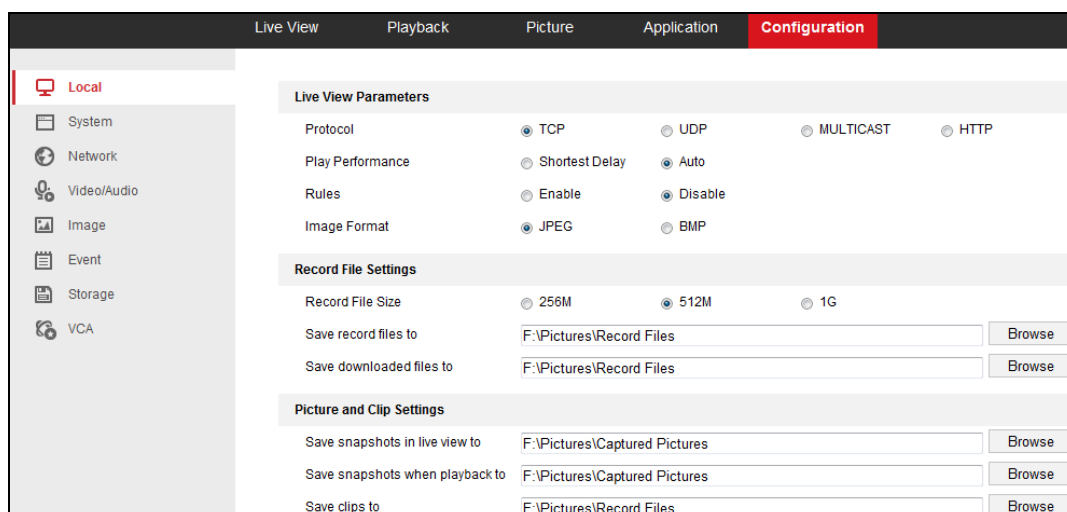 Live View Playback Picture Application Configuration
Local
System
Network
Video/Audio
Image
Event
Storage
VCA
Live View Parameters
Protocol TCP UDP MULTICAST HTTP
Play Performance Shortest Delay Auto
Rules Enable Disable
Image Format JPEG BMP
Record File Settings
Record File Size 256M 512M 1G
Save record files to F:\Pictures\Record Files Browse
Save downloaded files to F:\Pictures\Record Files Browse
Picture and Clip Settings
Save snapshots in live view to F:\Pictures\Captured Pictures Browse
Save snapshots when playback to F:\Pictures\Captured Pictures Browse
Save clips to F:\Pictures\Record Files Browse